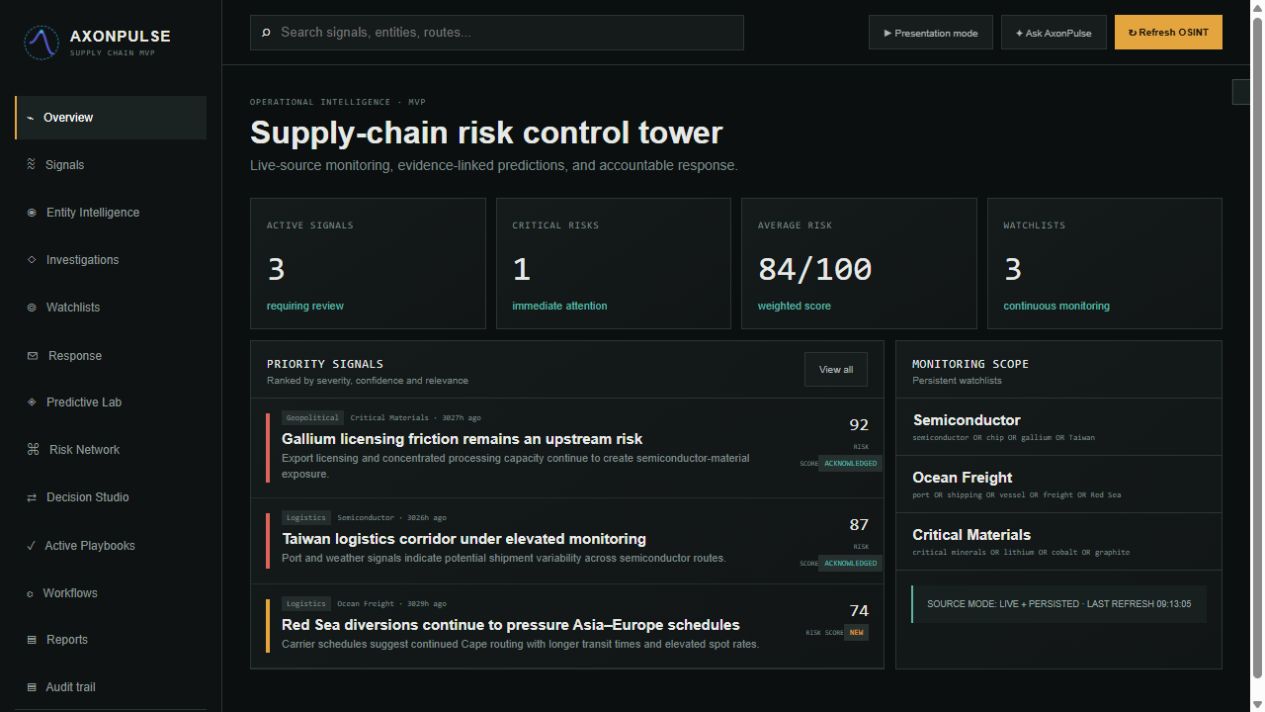 AXONPULSE
SUPPLY CHAIN MVP
Overview
Signals
Entity Intelligence
Investigations
Watchlists
Response
Predictive Lab
Risk Network
Decision Studio
Active Playbooks
Workflows
Reports
Audit trail
Search signals, entities, routes...
▶ Presentation mode
✦ Ask AxonPulse
↻ Refresh OSINT
OPERATIONAL INTELLIGENCE · MVP
Supply-chain risk control tower
Live-source monitoring, evidence-linked predictions, and accountable response.
ACTIVE SIGNALS
3
requiring review
CRITICAL RISKS
1
immediate attention
AVERAGE RISK
84/100
weighted score
WATCHLISTS
3
continuous monitoring
PRIORITY SIGNALS
Ranked by severity, confidence and relevance
View all
Geopolitical Critical Materials · 3027h ago
Gallium licensing friction remains an upstream risk
Export licensing and concentrated processing capacity continue to create semiconductor-material
exposure.
92
RISK
SCORE ACKNOWLEDGED
Logistics Semiconductor · 3026h ago
Taiwan logistics corridor under elevated monitoring
Port and weather signals indicate potential shipment variability across semiconductor routes.
87
RISK
SCORE ACKNOWLEDGED
Logistics Ocean Freight · 3029h ago
Red Sea diversions continue to pressure Asia–Europe schedules
Carrier schedules suggest continued Cape routing with longer transit times and elevated spot rates.
74
RISK SCORE NEW
MONITORING SCOPE
Persistent watchlists
Semiconductor
semiconductor OR chip OR gallium OR Taiwan
Ocean Freight
port OR shipping OR vessel OR freight OR Red Sea
Critical Materials
critical minerals OR lithium OR cobalt OR graphite
SOURCE MODE: LIVE + PERSISTED · LAST REFRESH 09:13:05